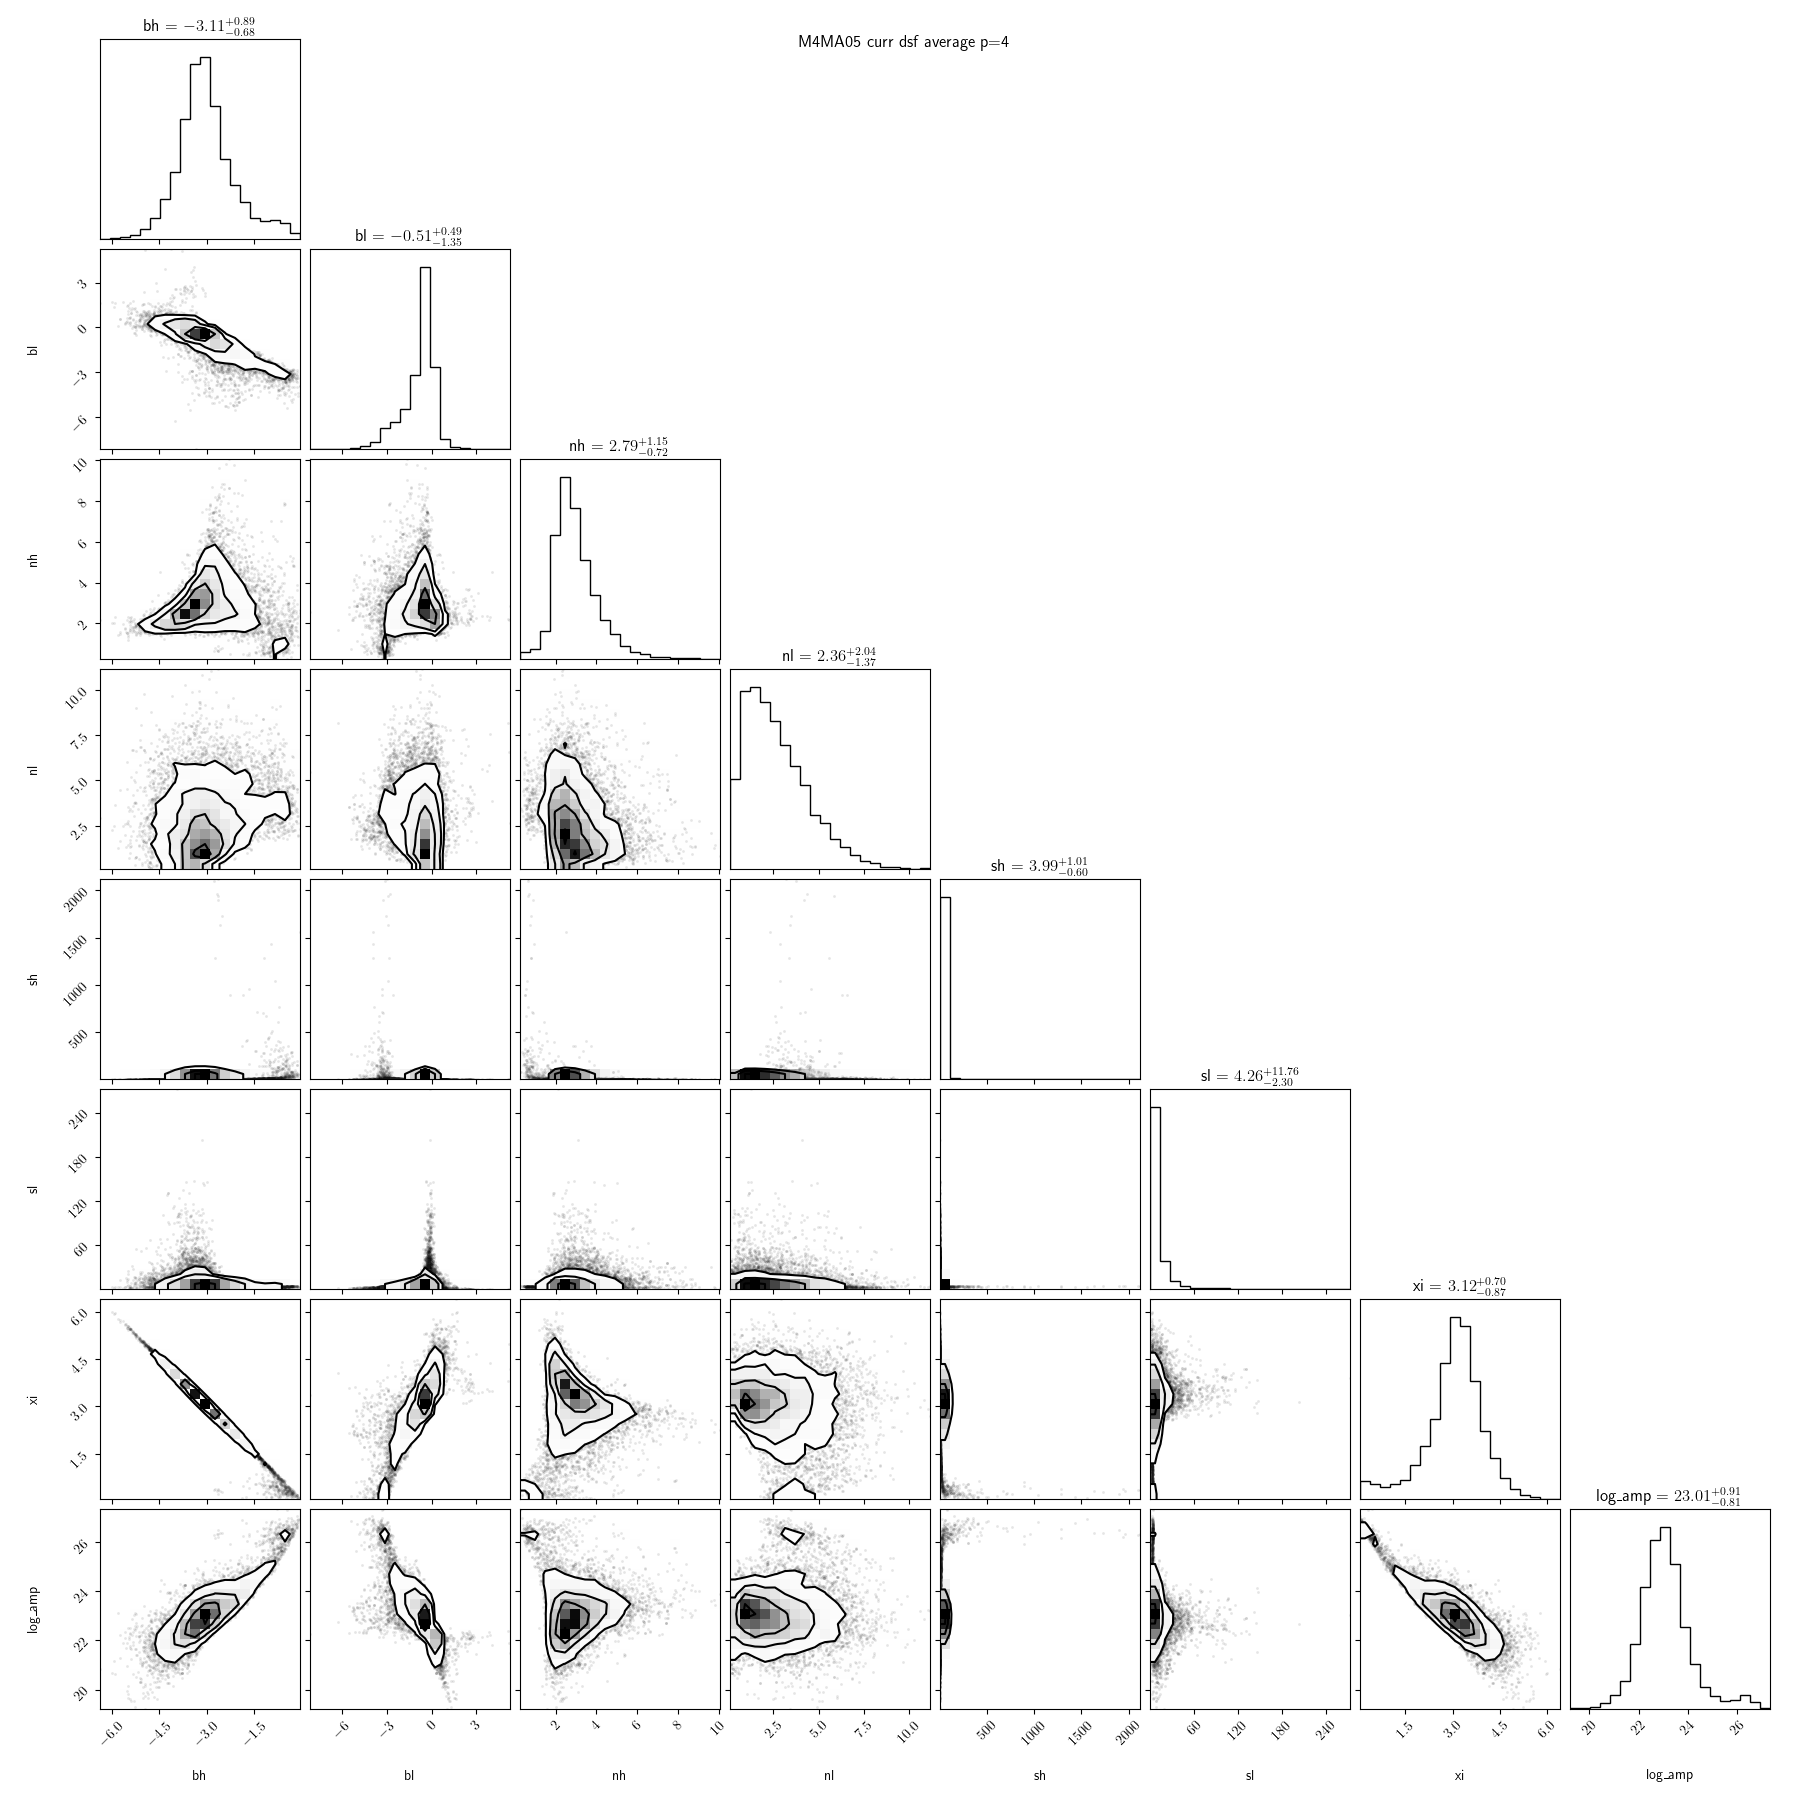 bh = −3.11 +0.89 −0.68
M4MA05 curr dsf average p=4
bl = −0.51 +0.49 −1.35
3
0
−3
−6
bl
nh = 2.79 +1.15 −0.72
10
8
6
4
2
nh
nl = 2.36 +2.04 −1.37
10.0
7.5
5.0
2.5
nl
sh = 3.99 +1.01 −0.60
2000
1500
1000
500
sh
sl = 4.26 +11.76 −2.30
240
180
120
60
sl
xi = 3.12 +0.70 −0.87
6.0
4.5
3.0
1.5
xi
log_amp = 23.01 +0.91 −0.81
26
24
22
20
log_amp
−6.0 −4.5 −3.0 −1.5
−6 −3 0 3
2 4 6 8 10
2.5 5.0 7.5 10.0
500 1000 1500 2000
60 120 180 240
1.5 3.0 4.5 6.0
20 22 24 26
bh bl nh nl sh sl xi log_amp